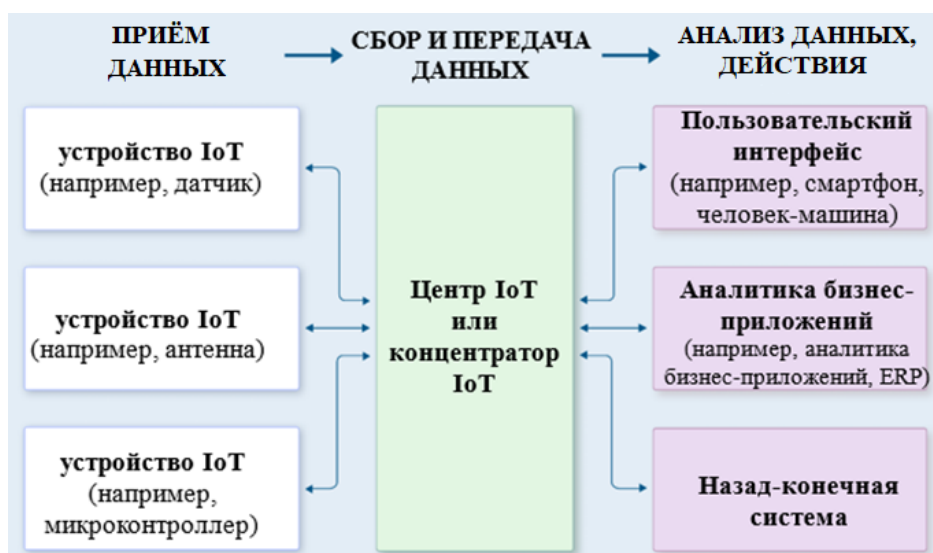 ПРИЁМ
ДАННЫХ
СБОР И ПЕРЕДАЧА
ДАННЫХ
АНАЛИЗ ДАННЫХ,
ДЕЙСТВИЯ
устройство IoT
(например, датчик)
устройство IoT
(например, антенна)
устройство IoT
(например,
микроконтроллер)
Центр IoT
или
концентратор
IoT
Пользовательский
интерфейс
(например, смартфон,
человек-машина)
Аналитика бизнес-
приложений
(например, аналитика
бизнес-приложений, ERP)
Назад-конечная
система